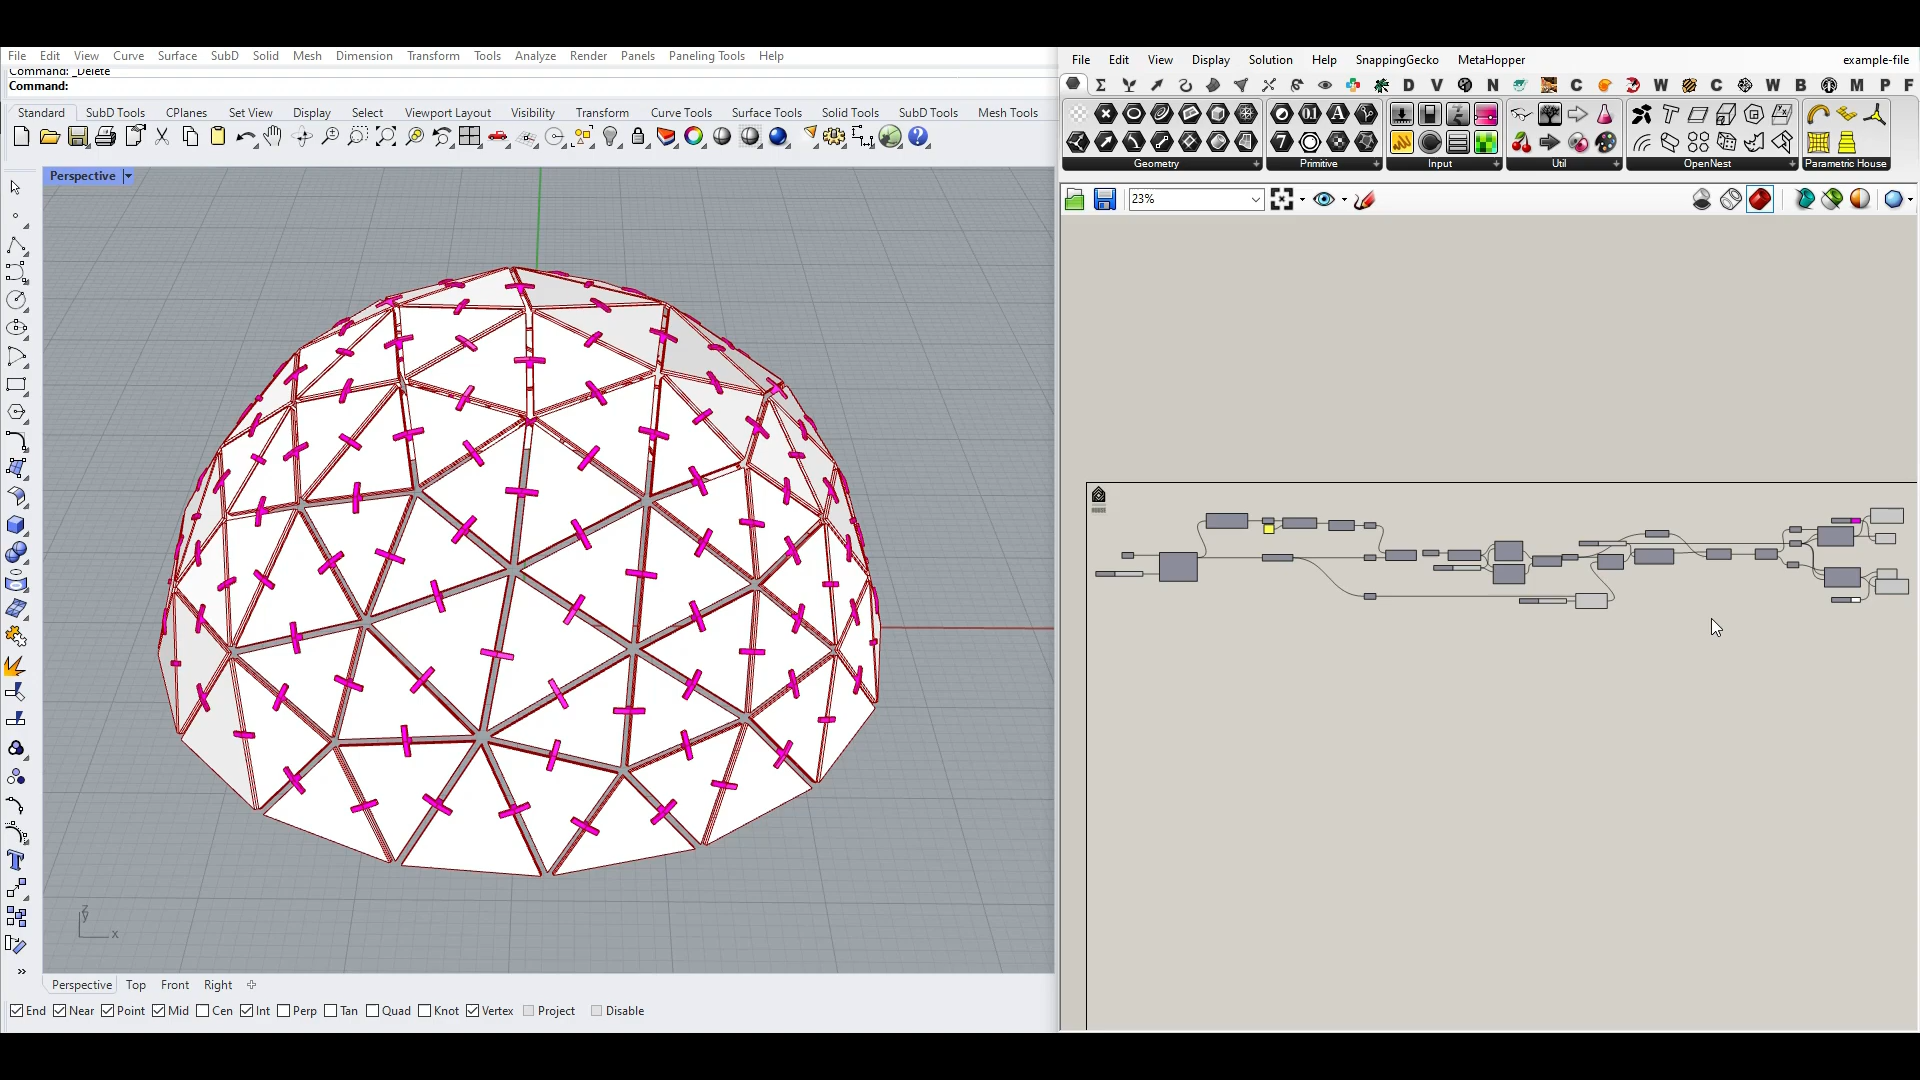 File Edit View Curve Surface SubD Solid Mesh Dimension Transform Tools Analyze Render Panels Paneling Tools Help
Command: _Delete
Command:
Standard SubD Tools CPlanes Set View Display Select Viewport Layout Visibility Transform Curve Tools Surface Tools Solid Tools SubD Tools Mesh Tools
Perspective
z
y
x
Perspective Top Front Right
End Near Point Mid Cen Int Perp Tan Quad Knot Vertex Project Disable
File Edit View Display Solution Help SnappingGecko MetaHopper example-file
D V N C W C W B M P F
Geometry Primitive Input Util OpenNest Parametric House
23%